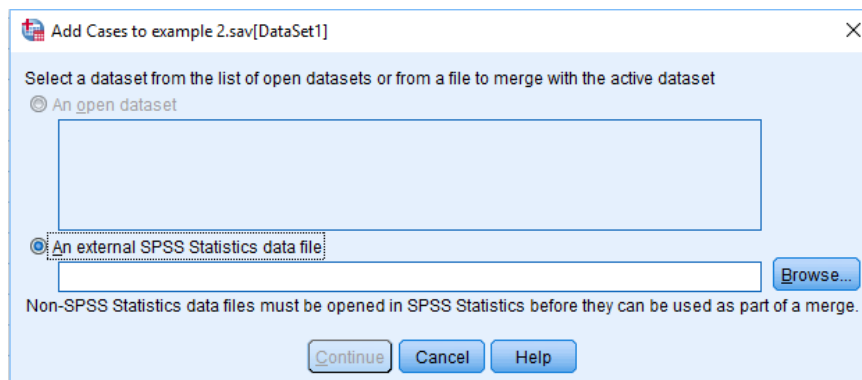 Add Cases to example 2.sav[DataSet1]
Select a dataset from the list of open datasets or from a file to merge with the active dataset
An open dataset
An external SPSS Statistics data file
Browse...
Non-SPSS Statistics data files must be opened in SPSS Statistics before they can be used as part of a merge.
Continue Cancel Help